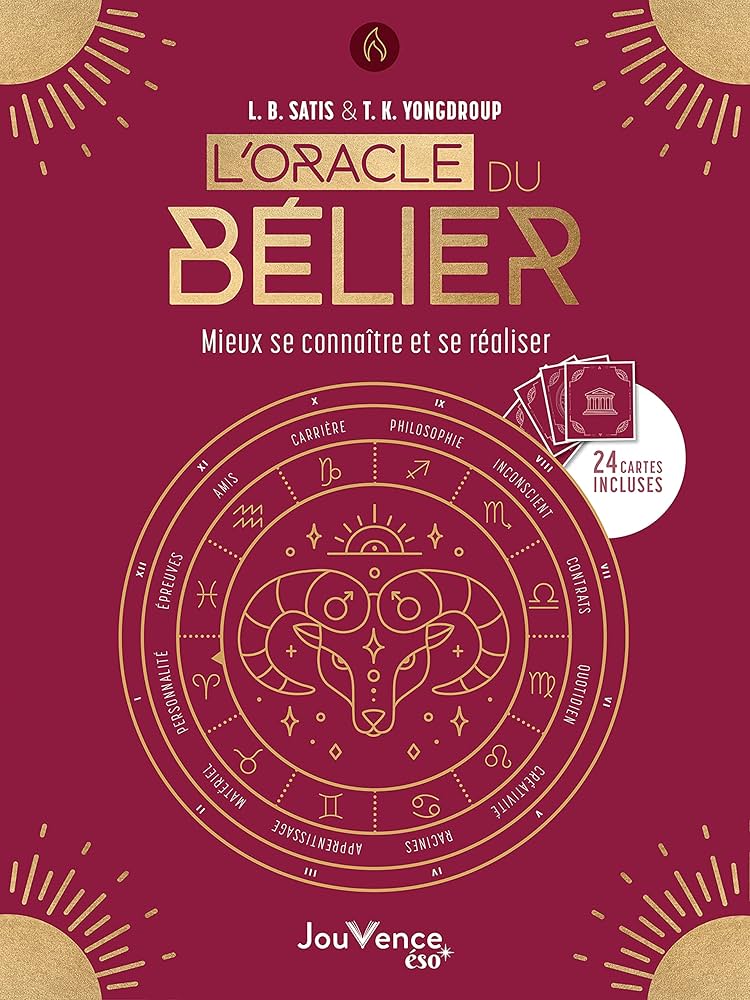 L. B. SATIS & T. K. YONGDROUP
L'ORACLE DU
BÉLIER
Mieux se connaître et se réaliser
24 CARTES
INCLUSES
I
PERSONNALITÉ
II
MATÉRIEL
III
APPRENTISSAGE
IV
RACINES
V
CRÉATIVITÉ
VI
QUOTIDIEN
VII
CONTRATS
VIII
INCONSCIENT
IX
PHILOSOPHIE
X
CARRIÈRE
XI
AMIS
XII
ÉPREUVES
JouVence
éso